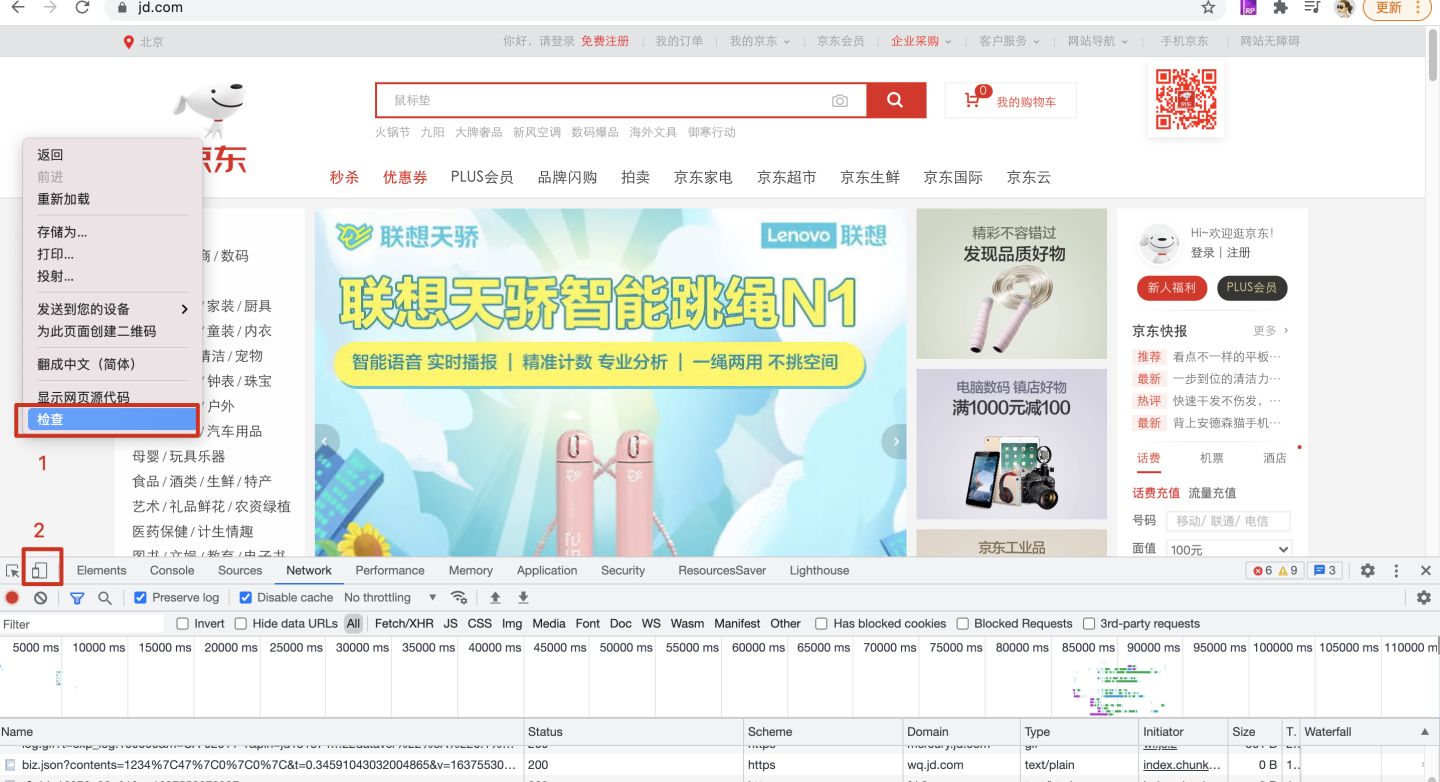 jd.com
更新
北京
你好，请登录 免费注册 我的订单 我的京东 京东会员 企业采购 客户服务 网站导航 手机京东 网站无障碍
鼠标垫
0 我的购物车
火锅节 九阳 大牌奢品 新风空调 数码爆品 海外文具 御寒行动
京东
秒杀 优惠券 PLUS会员 品牌闪购 拍卖 京东家电 京东超市 京东生鲜 京东国际 京东云
返回
前进
重新加载
存储为...
打印...
投射...
发送到您的设备
为此页面创建二维码
翻成中文（简体）
显示网页源代码
检查
1
2
/ 数码
/ 家装 / 厨具
/ 童装 / 内衣
清洁 / 宠物
/ 钟表 / 珠宝
/ 户外
/ 汽车用品
母婴 / 玩具乐器
食品 / 酒类 / 生鲜 / 特产
艺术 / 礼品鲜花 / 农资绿植
医药保健 / 计生情趣
图书 / 文娱 / 教育 / 电子书
联想天骄
Lenovo 联想
联想天骄智能跳绳N1
智能语音 实时播报 | 精准计数 专业分析 | 一绳两用 不挑空间
精彩不容错过
发现品质好物
电脑数码 镇店好物
满1000元减100
京东工业品
Hi~欢迎逛京东!
登录 | 注册
新人福利 PLUS会员
京东快报 更多
推荐 看点不一样的平板···
最新 一步到位的清洁力···
热评 快速干发不伤发，···
最新 背上安德森猫手机···
话费 机票 酒店
话费充值 流量充值
号码 移动/ 联通/ 电信
面值 100元
Elements Console Sources Network Performance Memory Application Security ResourcesSaver Lighthouse 6 9 3
Preserve log Disable cache No throttling
Filter Invert Hide data URLs All Fetch/XHR JS CSS Img Media Font Doc WS Wasm Manifest Other Has blocked cookies Blocked Requests 3rd-party requests
5000 ms 10000 ms 15000 ms 20000 ms 25000 ms 30000 ms 35000 ms 40000 ms 45000 ms 50000 ms 55000 ms 60000 ms 65000 ms 70000 ms 75000 ms 80000 ms 85000 ms 90000 ms 95000 ms 100000 ms 105000 ms 110000 m
Name Status Scheme Domain Type Initiator Size T. Waterfall
biz.json?contents=1234%7C47%7C0%7C0%7C&t=0.34591043032004865&v=16375530... 200 https wq.jd.com text/plain index.chunk... 0 B 1..